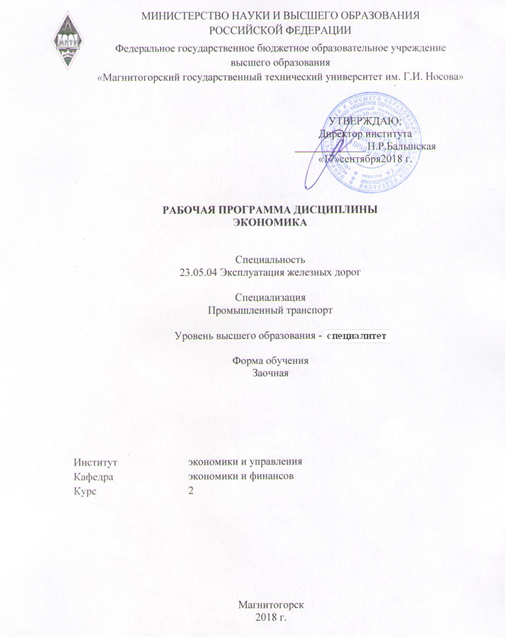 МИНИСТЕРСТВО НАУКИ И ВЫСШЕГО ОБРАЗОВАНИЯ
РОССИЙСКОЙ ФЕДЕРАЦИИ
Федеральное государственное бюджетное образовательное учреждение
высшего образования
«Магнитогорский государственный технический университет им. Г.И. Носова»
УТВЕРЖДАЮ:
Директор института
Н.Р.Балынская
«17»сентября2018 г.
РАБОЧАЯ ПРОГРАММА ДИСЦИПЛИНЫ
ЭКОНОМИКА
Специальность
23.05.04 Эксплуатация железных дорог
Специализация
Промышленный транспорт
Уровень высшего образования - специалитет
Форма обучения
Заочная
Институт экономики и управления
Кафедра экономики и финансов
Курс 2
Магнитогорск
2018 г.